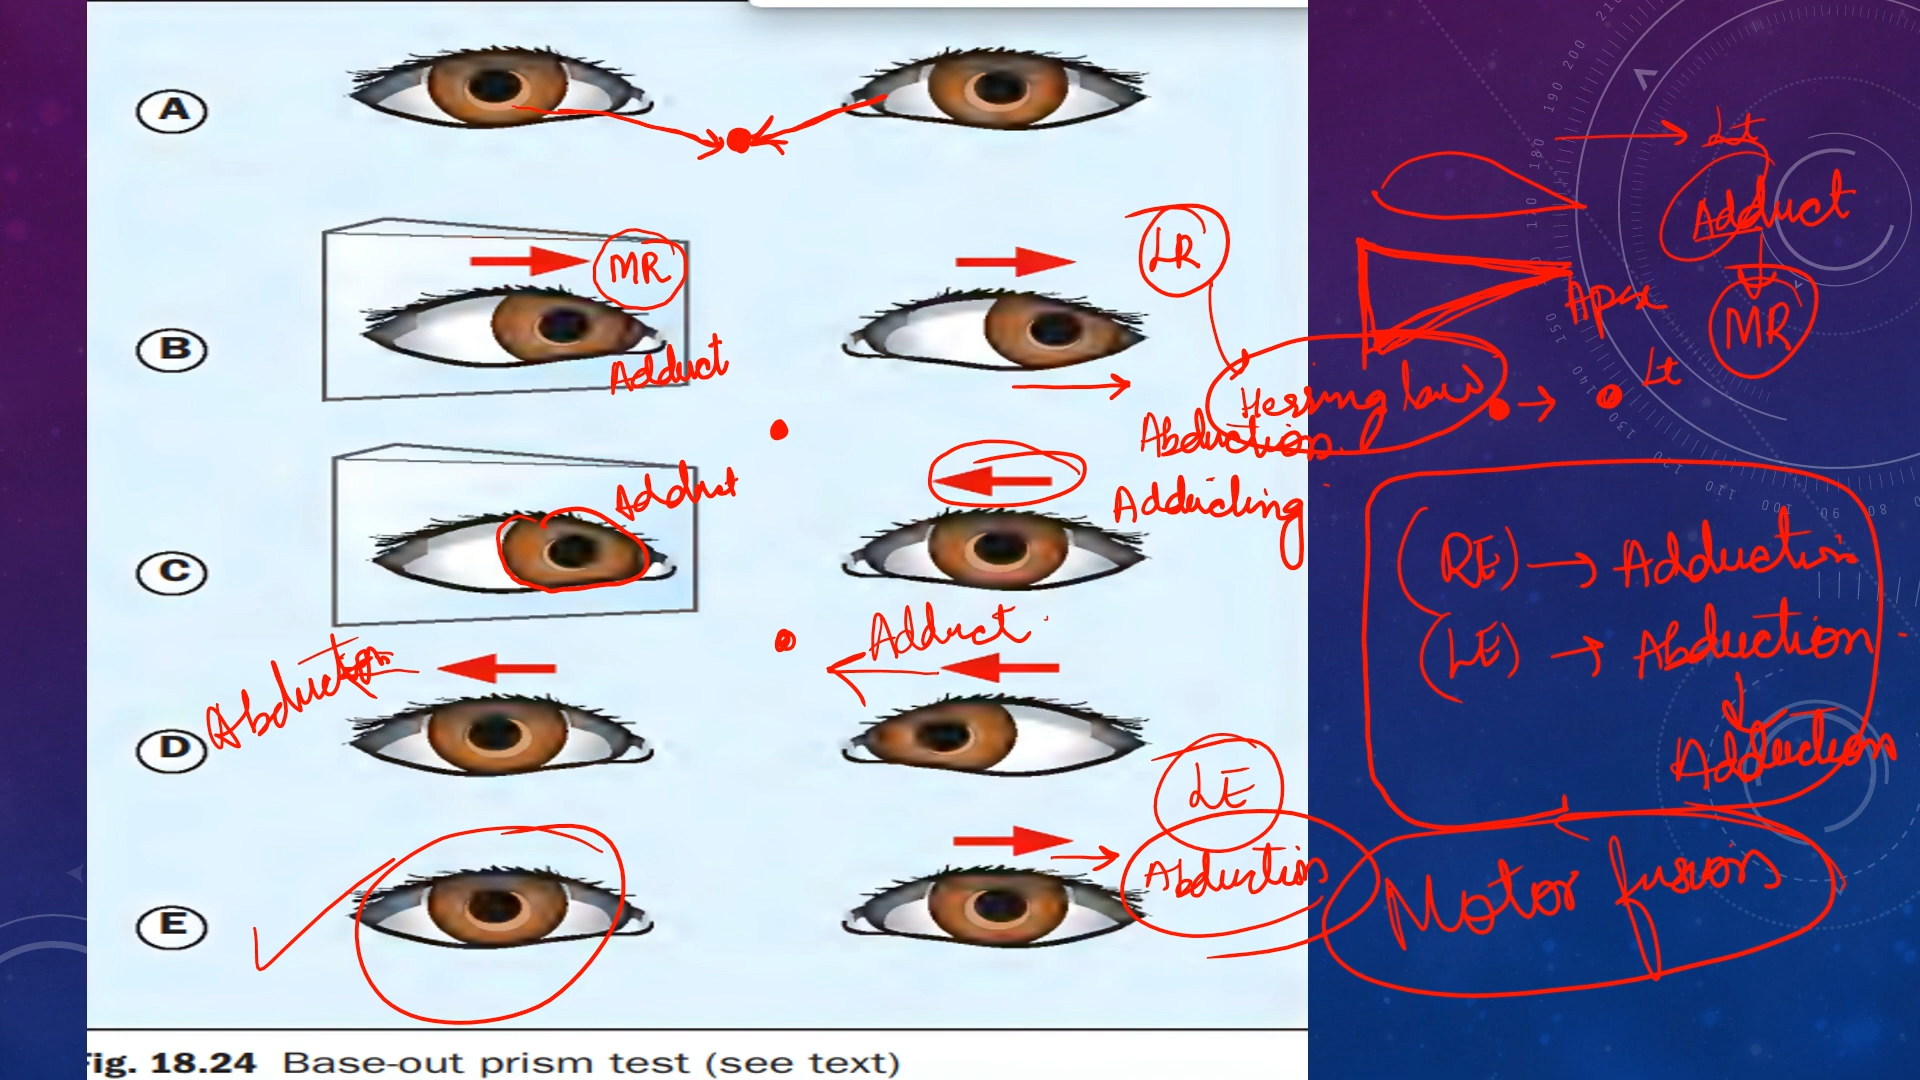 A
Lt
Adduct
LR
MR
Apex
MR
B
Adduct
Lt
Hering law
Abduction
Adduct
Adducting
C
(RE) → Adduction
Adduct
(LE) → Abduction
Abduction
D
Adduction
LE
Abduction
Motor fusion
E
Fig. 18.24 Base-out prism test (see text)